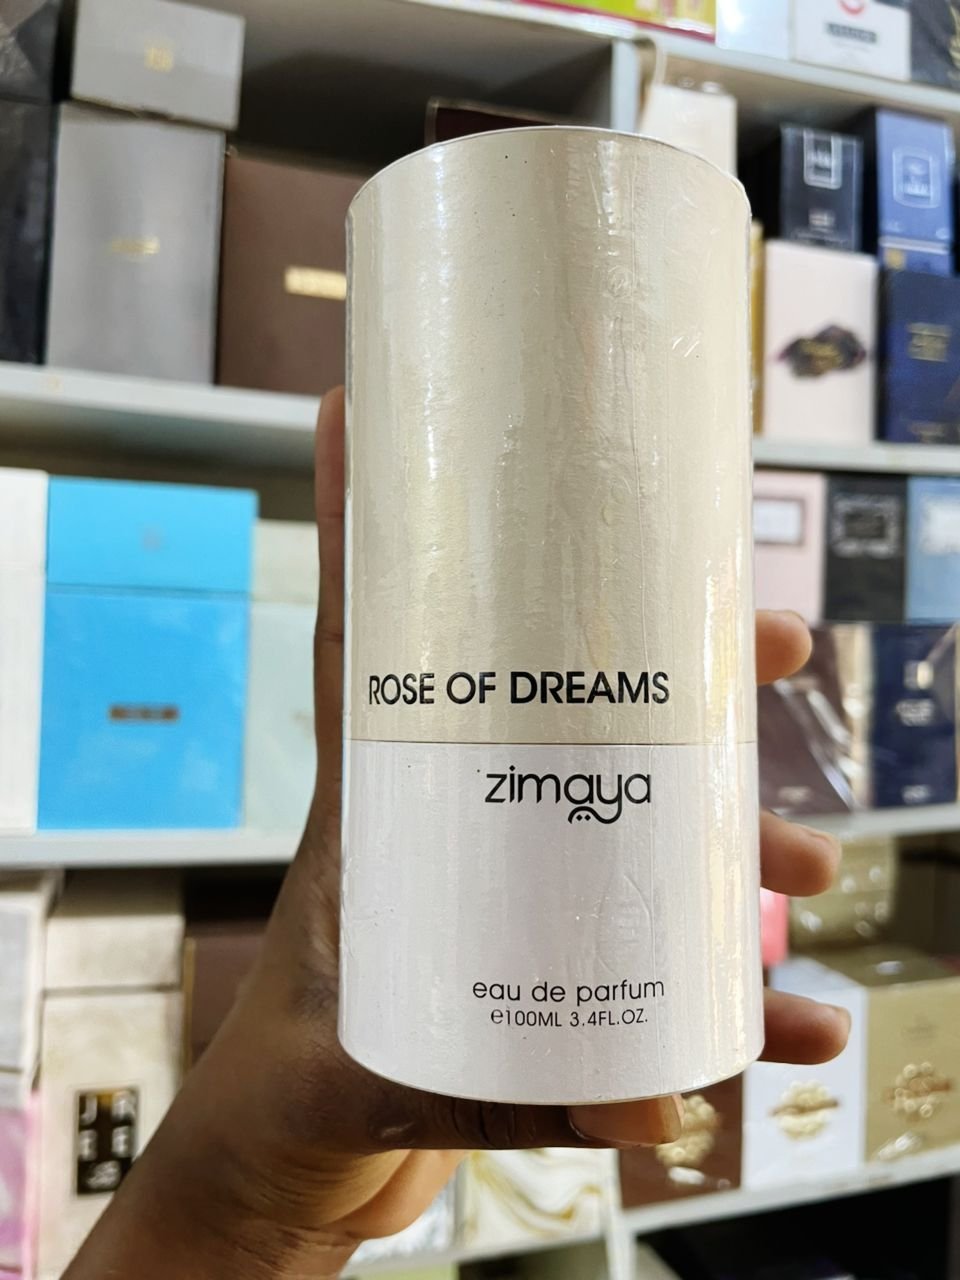 ROSE OF DREAMS
zimaya
eau de parfum
℮100ML 3.4FL.OZ.